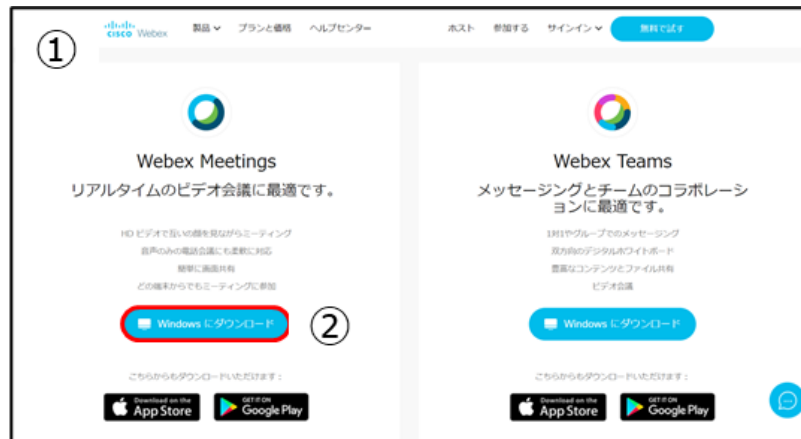 ①
CISCO Webex 製品 プランと価格 ヘルプセンター ホスト 参加する サインイン 無料で試す
Webex Meetings
リアルタイムのビデオ会議に最適です。
HD ビデオで互いの顔を見ながらミーティング
音声のみの電話会議にも柔軟に対応
簡単に画面共有
どの端末からでもミーティングに参加
Windows にダウンロード
②
こちらからもダウンロードいただけます：
Download on the
App Store
GET IT ON
Google Play
Webex Teams
メッセージングとチームのコラボレーシ
ョンに最適です。
1対1やグループでのメッセージング
双方向のデジタルホワイトボード
豊富なコンテンツとファイル共有
ビデオ会議
Windows にダウンロード
こちらからもダウンロードいただけます：
Download on the
App Store
GET IT ON
Google Play